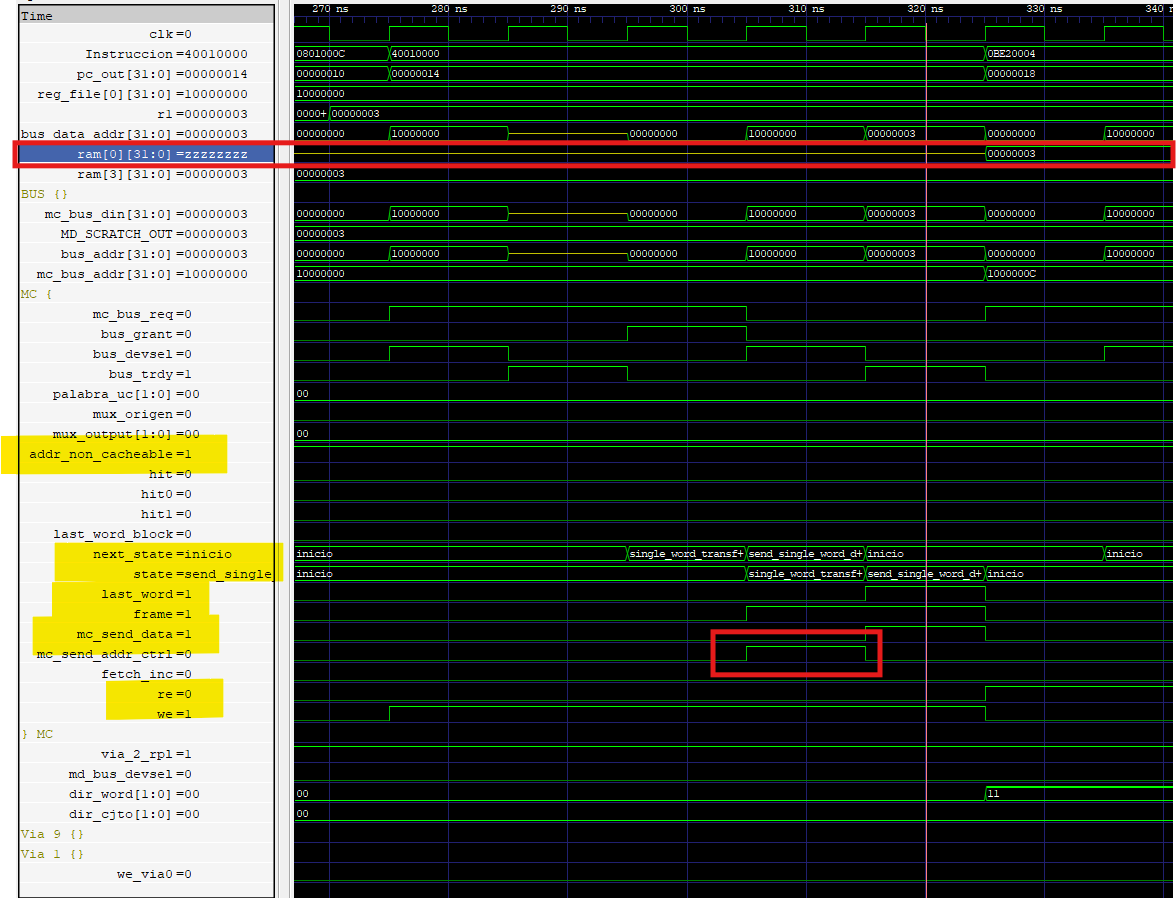 Time 270 ns 280 ns 290 ns 300 ns 310 ns 320 ns 330 ns 340
clk=0
Instruccion=40010000 0801000C 40010000 0BE20004
pc_out[31:0]=00000014 00000010 00000014 00000018
reg_file[0][31:0]=10000000 10000000
r1=00000003 0000+ 00000003
bus_data_addr[31:0]=00000003 00000000 10000000 00000000 10000000 00000003 00000000 10000000
ram[0][31:0]=zzzzzzzz 00000003
ram[3][31:0]=00000003 00000003
BUS {}
mc_bus_din[31:0]=00000003 00000000 10000000 00000000 10000000 00000003 00000000 10000000
MD_SCRATCH_OUT=00000003 00000003
bus_addr[31:0]=00000003 00000000 10000000 00000000 10000000 00000003 00000000 10000000
mc_bus_addr[31:0]=10000000 10000000 1000000C
MC {
mc_bus_req=0
bus_grant=0
bus_devsel=0
bus_trdy=1
palabra_uc[1:0]=00 00
mux_origen=0
mux_output[1:0]=00 00
addr_non_cacheable=1
hit=0
hit0=0
hit1=0
last_word_block=0
next_state=inicio inicio single_word_transf+ send_single_word_d+ inicio inicio
state=send_single_ inicio single_word_transf+ send_single_word_d+ inicio
last_word=1
frame=1
mc_send_data=1
mc_send_addr_ctrl=0
fetch_inc=0
re=0
we=1
} MC
via_2_rpl=1
md_bus_devsel=0
dir_word[1:0]=00 00 11
dir_cjto[1:0]=00 00
Via 9 {}
Via 1 {}
we_via0=0